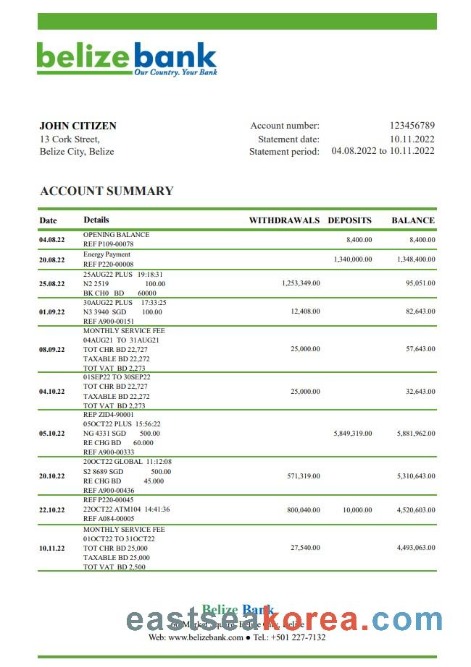 belizebank
Our Country. Your Bank
JOHN CITIZEN
13 Cork Street,
Belize City, Belize
Account number: 123456789
Statement date: 10.11.2022
Statement period: 04.08.2022 to 10.11.2022
ACCOUNT SUMMARY
Date Details WITHDRAWALS DEPOSITS BALANCE
OPENING BALANCE
04.08.22 8,400.00 8,400.00
REF P109-00078
Energy Payment
20.08.22 1,340,000.00 1,348,400.00
REF P220-00008
25AUG22 PLUS 19:18:31
25.08.22 N2 2519 100.00 1,253,349.00 95,051.00
BK CH0 BD 60000
30AUG22 PLUS 17:33:25
01.09.22 N3 3940 SGD 100.00 12,408.00 82,643.00
REF A900-00151
MONTHLY SERVICE FEE
04AUG21 TO 31AUG21
08.09.22 TOT CHR BD 22,727 25,000.00 57,643.00
TAXABLE BD 22,272
TOT VAT BD 2,273
01SEP22 TO 30SEP22
04.10.22 TOT CHR BD 22,727 25,000.00 32,643.00
TAXABLE BD 22,272
TOT VAT BD 2,273
REP ZID4-90001
05OCT22 PLUS 15:56:22
05.10.22 NG 4331 SGD 500.00 5,849,319.00 5,881,962.00
RE CHG BD 60.000
REF A900-00333
20OCT22 GLOBAL 11:12:08
S2 8689 SGD 500.00
20.10.22 RE CHG BD 45.000 571,319.00 5,310,643.00
REF A900-00436
REF P220-00045
22.10.22 22OCT22 ATM104 14:41:36 800,040.00 10,000.00 4,520,603.00
REF A084-00005
MONTHLY SERVICE FEE
01OCT22 TO 31OCT22
10.11.22 TOT CHR BD 25,000 27,540.00 4,493,063.00
TAXABLE BD 25,000
TOT VAT BD 2,500
Belize Bank
eastseakorea.com
Market Square, Belize City, Belize
Web: www.belizebank.com ● Tel.: +501 227-7132